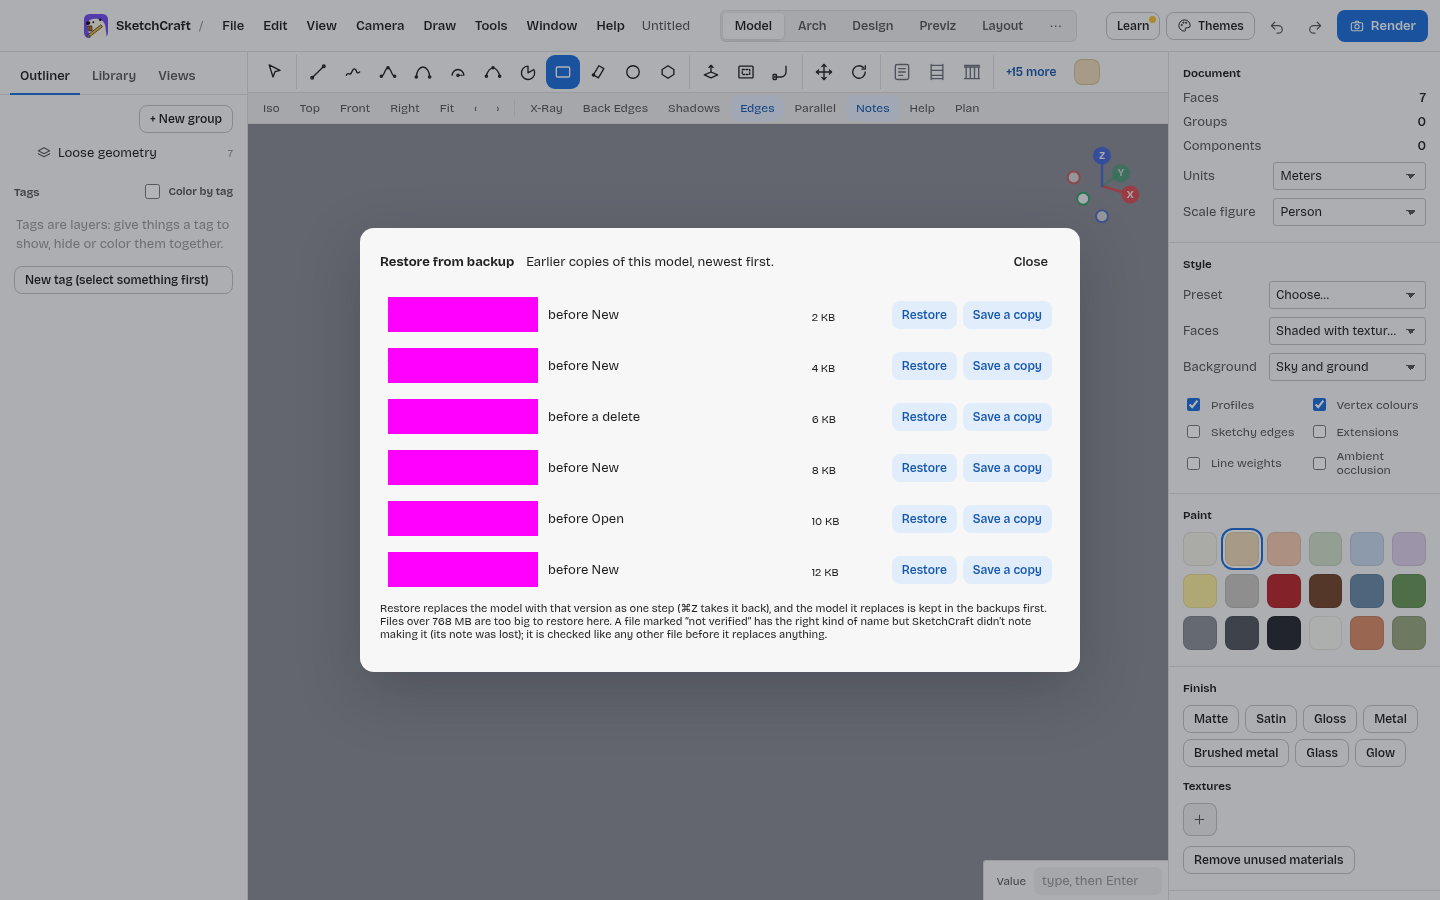 SketchCraft / File Edit View Camera Draw Tools Window Help Untitled Model Arch Design Previz Layout ··· Learn Themes Render
Outliner Library Views
+15 more
Iso Top Front Right Fit ‹ › X-Ray Back Edges Shadows Edges Parallel Notes Help Plan
+ New group
Loose geometry 7
Tags Color by tag
Tags are layers: give things a tag to
show, hide or color them together.
New tag (select something first)
Z
Y
X
Restore from backup Earlier copies of this model, newest first. Close
before New 2 KB Restore Save a copy
before New 4 KB Restore Save a copy
before a delete 6 KB Restore Save a copy
before New 8 KB Restore Save a copy
before Open 10 KB Restore Save a copy
before New 12 KB Restore Save a copy
Restore replaces the model with that version as one step (⌘Z takes it back), and the model it replaces is kept in the backups first.
Files over 768 MB are too big to restore here. A file marked "not verified" has the right kind of name but SketchCraft didn't note
making it (its note was lost); it is checked like any other file before it replaces anything.
Value type, then Enter
Document
Faces 7
Groups 0
Components 0
Units Meters
Scale figure Person
Style
Preset Choose...
Faces Shaded with textur...
Background Sky and ground
Profiles Vertex colours
Sketchy edges Extensions
Line weights Ambient
occlusion
Paint
Finish
Matte Satin Gloss Metal
Brushed metal Glass Glow
Textures
+
Remove unused materials